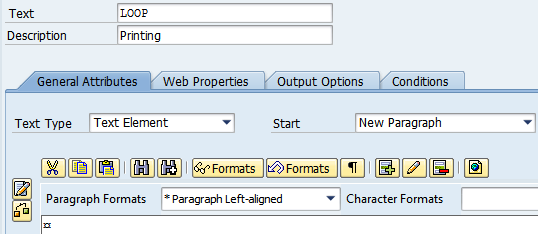 Text LOOP
Description Printing
General Attributes Web Properties Output Options Conditions
Text Type Text Element Start New Paragraph
Formats Formats ¶
Paragraph Formats * Paragraph Left-aligned Character Formats
¤